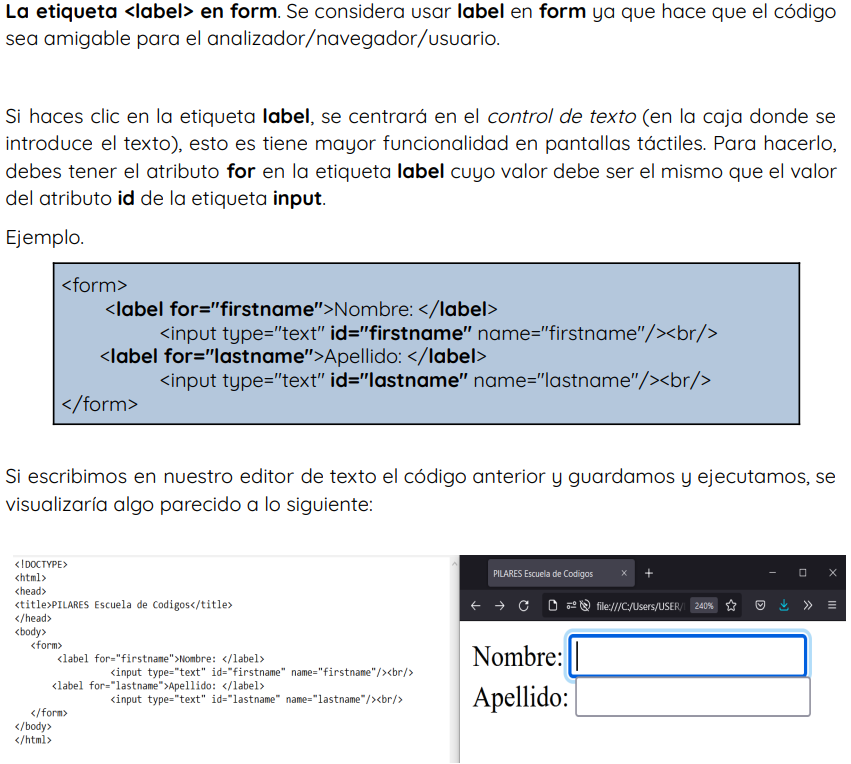 La etiqueta <label> en form. Se considera usar label en form ya que hace que el código
sea amigable para el analizador/navegador/usuario.
Si haces clic en la etiqueta label, se centrará en el control de texto (en la caja donde se
introduce el texto), esto es tiene mayor funcionalidad en pantallas táctiles. Para hacerlo,
debes tener el atributo for en la etiqueta label cuyo valor debe ser el mismo que el valor
del atributo id de la etiqueta input.
Ejemplo.
<form>
<label for="firstname">Nombre: </label>
<input type="text" id="firstname" name="firstname"/><br/>
<label for="lastname">Apellido: </label>
<input type="text" id="lastname" name="lastname"/><br/>
</form>
Si escribimos en nuestro editor de texto el código anterior y guardamos y ejecutamos, se
visualizaría algo parecido a lo siguiente:
<!DOCTYPE>
<html>
<head>
<title>PILARES Escuela de Codigos</title>
</head>
<body>
<form>
<label for="firstname">Nombre: </label>
<input type="text" id="firstname" name="firstname"/><br/>
<label for="lastname">Apellido: </label>
<input type="text" id="lastname" name="lastname"/><br/>
</form>
</body>
</html>
PILARES Escuela de Codigos
file:///C:/Users/USER/
240%
Nombre:
Apellido: